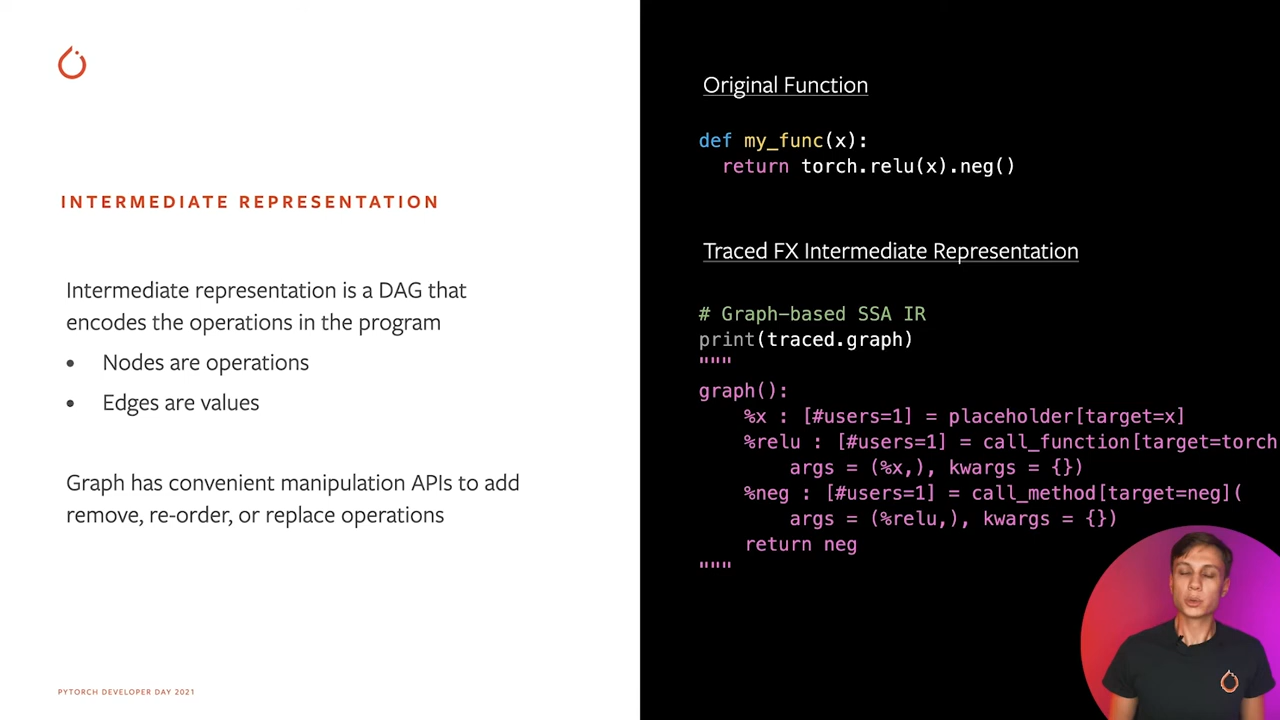 INTERMEDIATE REPRESENTATION
Intermediate representation is a DAG that
encodes the operations in the program
• Nodes are operations
• Edges are values
Graph has convenient manipulation APIs to add
remove, re-order, or replace operations
PYTORCH DEVELOPER DAY 2021
Original Function
def my_func(x):
  return torch.relu(x).neg()
Traced FX Intermediate Representation
# Graph-based SSA IR
print(traced.graph)
"""
graph():
    %x : [#users=1] = placeholder[target=x]
    %relu : [#users=1] = call_function[target=torch
        args = (%x,), kwargs = {})
    %neg : [#users=1] = call_method[target=neg](
        args = (%relu,), kwargs = {})
    return neg
"""